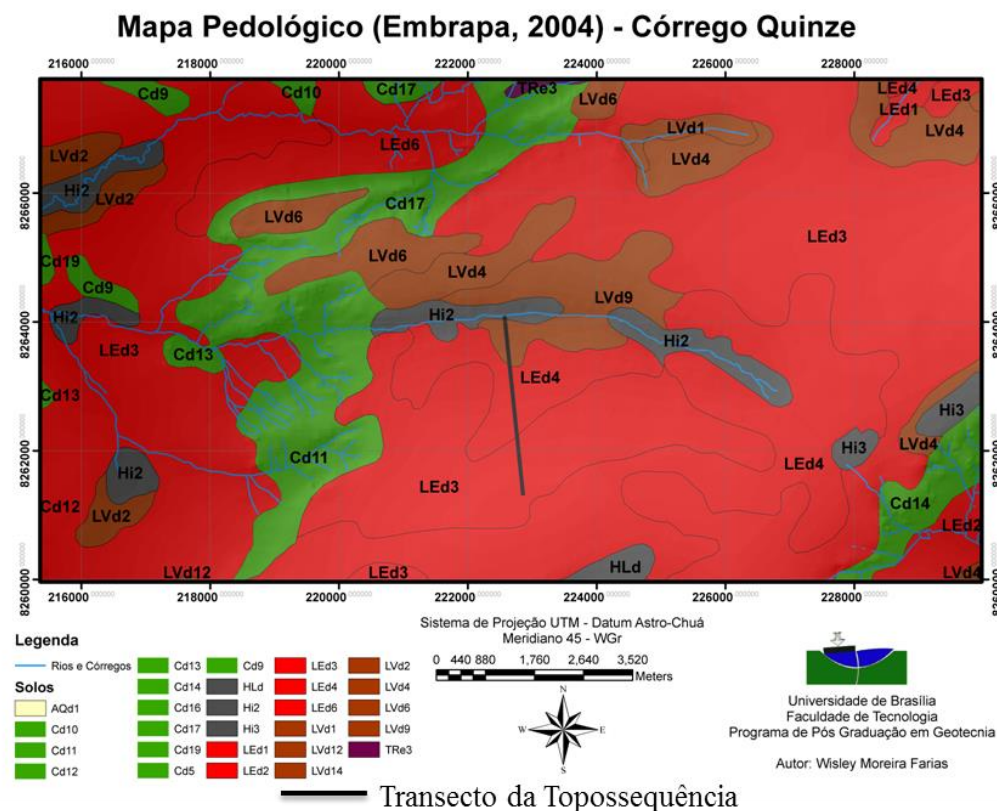 Mapa Pedológico (Embrapa, 2004) - Córrego Quinze
216000 218000 220000 222000 224000 226000 228000
Cd9 Cd10 Cd17 TRe3 LVd6 LEd4 LEd3
LEd1
LVd1 LVd4
LEd6
LVd2 LVd4
Hi2 LVd2
8266000 8266000
Cd17
LVd6
LEd3
Cd19 LVd6 LVd4
Cd9 LVd9
8264000 Hi2 Hi2 8264000
Hi2
LEd3 Cd13
LEd4
Cd13 Hi3
LVd4
8262000 Hi2 Cd11 Hi3 8262000
LEd3 LEd4
Cd12 LVd2 Cd14
LEd2
8260000 LVd12 LEd3 HLd LVd4 8260000
216000 218000 220000 222000 224000 226000 228000
Legenda
Rios e Córregos
Solos
AQd1
Cd10
Cd11
Cd12
Cd13
Cd14
Cd16
Cd17
Cd19
Cd5
Cd9
HLd
Hi2
Hi3
LEd1
LEd2
LEd3
LEd4
LEd6
LVd1
LVd12
LVd14
LVd2
LVd4
LVd6
LVd9
TRe3
Sistema de Projeção UTM - Datum Astro-Chuá
Meridiano 45 - WGr
0 440 880 1,760 2,640 3,520
Meters
N
W E
S
Universidade de Brasília
Faculdade de Tecnologia
Programa de Pós Graduação em Geotecnia
Autor: Wisley Moreira Farias
Transecto da Topossequência